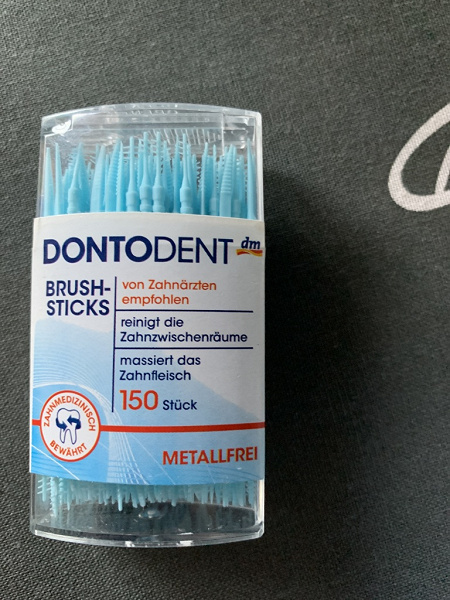 DONTODENT
dm
BRUSH-
STICKS
von Zahnärzten
empfohlen
reinigt die
Zahnzwischenräume
massiert das
Zahnfleisch
150 Stück
ZAHNMEDIZINISCH
BEWÄHRT
METALLFREI